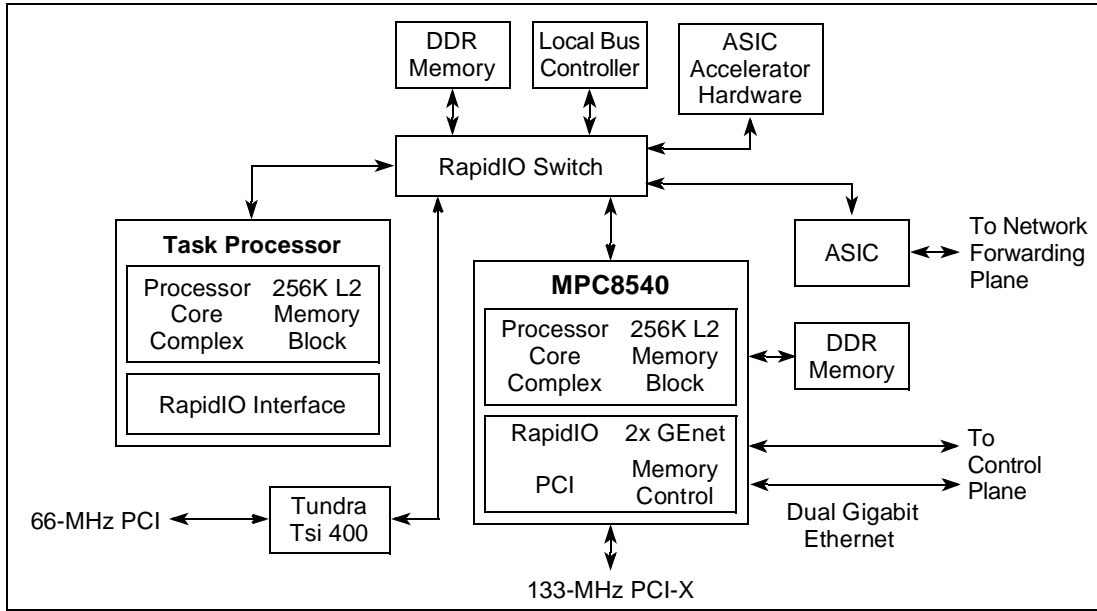 DDR
Memory
Local Bus
Controller
ASIC
Accelerator
Hardware
RapidIO Switch
Task Processor
Processor
Core
Complex
256K L2
Memory
Block
RapidIO Interface
MPC8540
Processor
Core
Complex
256K L2
Memory
Block
RapidIO
2x GEnet
PCI
Memory
Control
ASIC
To Network
Forwarding
Plane
DDR
Memory
To
Control
Plane
Dual Gigabit
Ethernet
66-MHz PCI
Tundra
Tsi 400
133-MHz PCI-X